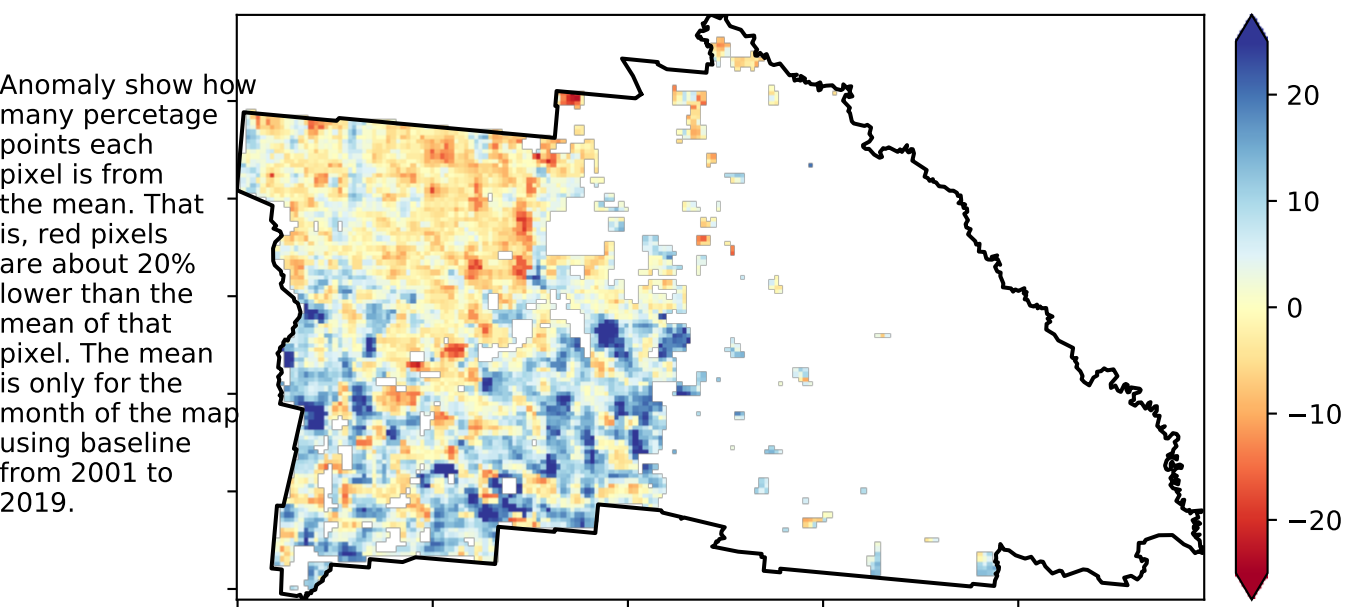 Anomaly show how
many percetage
points each
pixel is from
the mean. That
is, red pixels
are about 20%
lower than the
mean of that
pixel. The mean
is only for the
month of the map
using baseline
from 2001 to
2019.
20
10
0
−10
−20